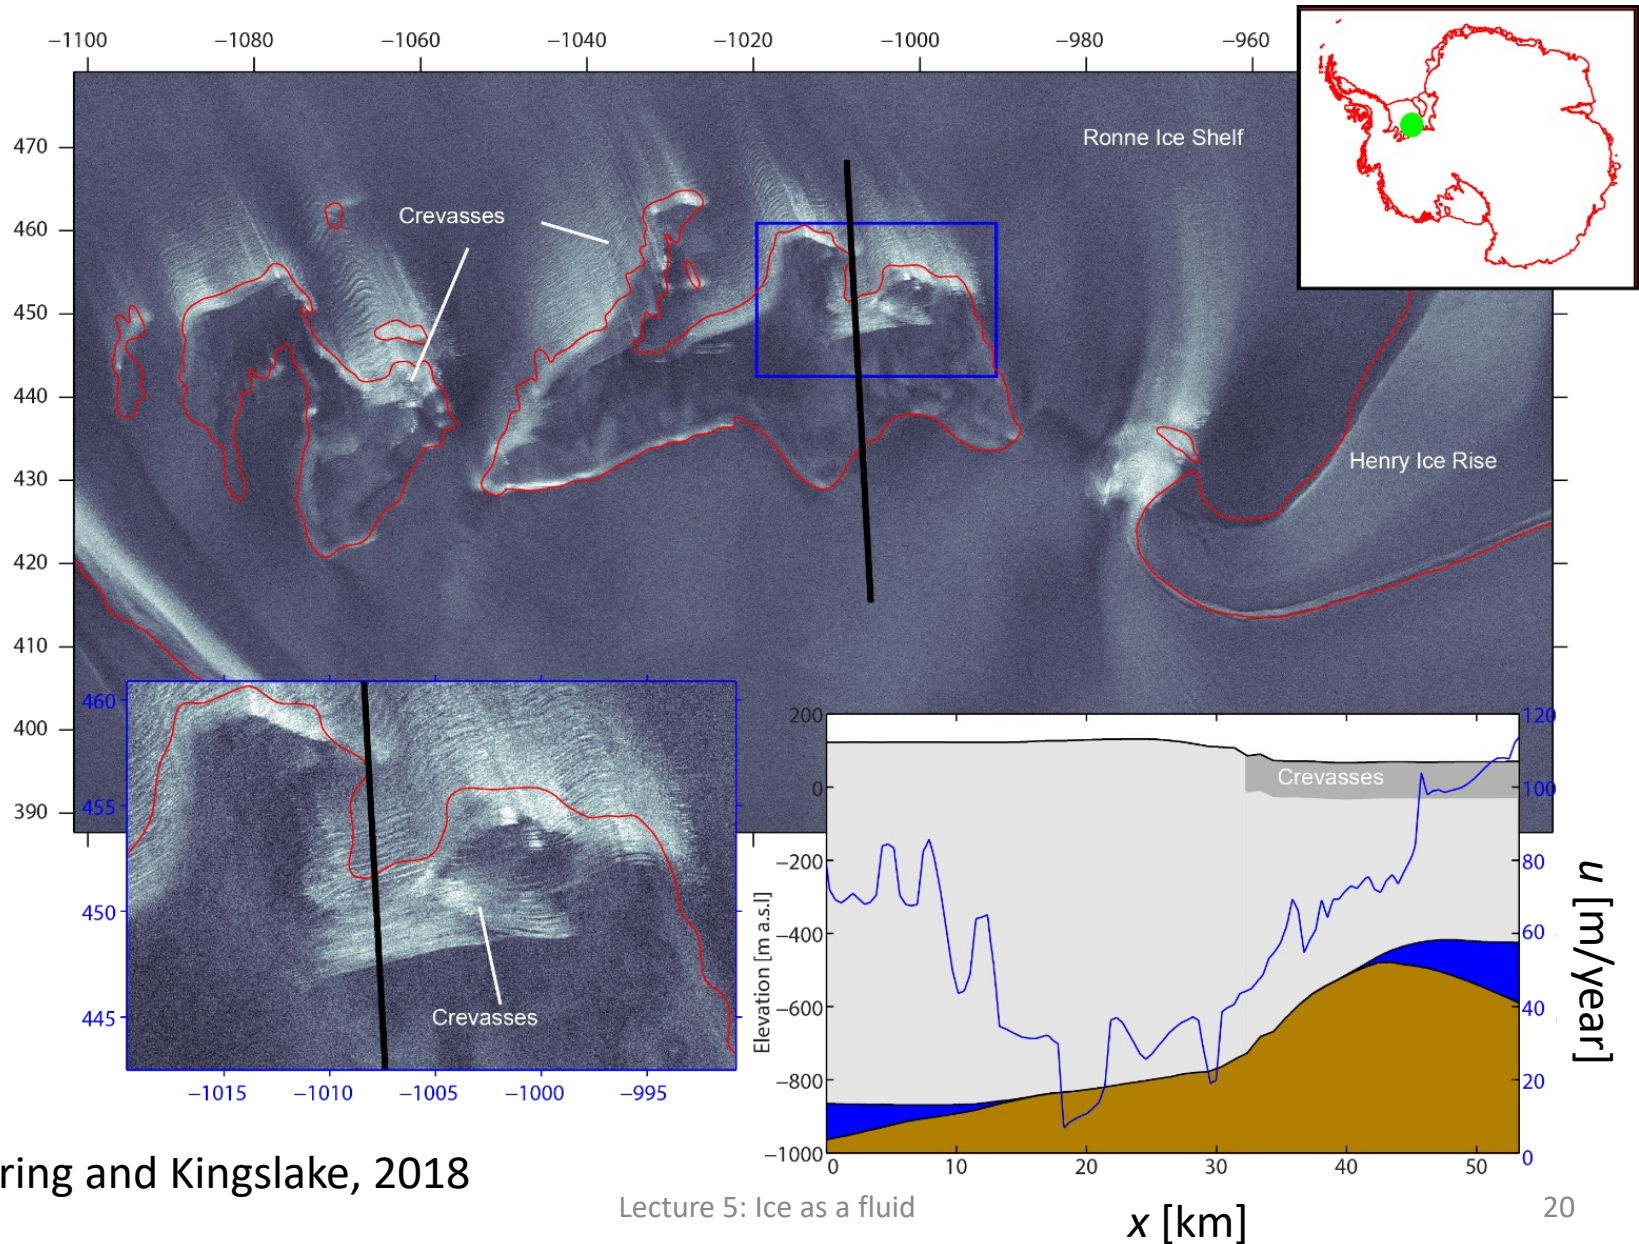 −1100 −1080 −1060 −1040 −1020 −1000 −980 −960
470
460
450
440
430
420
410
400
390
Ronne Ice Shelf
Crevasses
Henry Ice Rise
460
455
450
445
Crevasses
−1015 −1010 −1005 −1000 −995
200
0
−200
−400
−600
−800
−1000
Elevation [m a.s.l]
Crevasses
120
100
80
60
40
20
0
u [m/year]
0 10 20 30 40 50
x [km]
ring and Kingslake, 2018
Lecture 5: Ice as a fluid
20